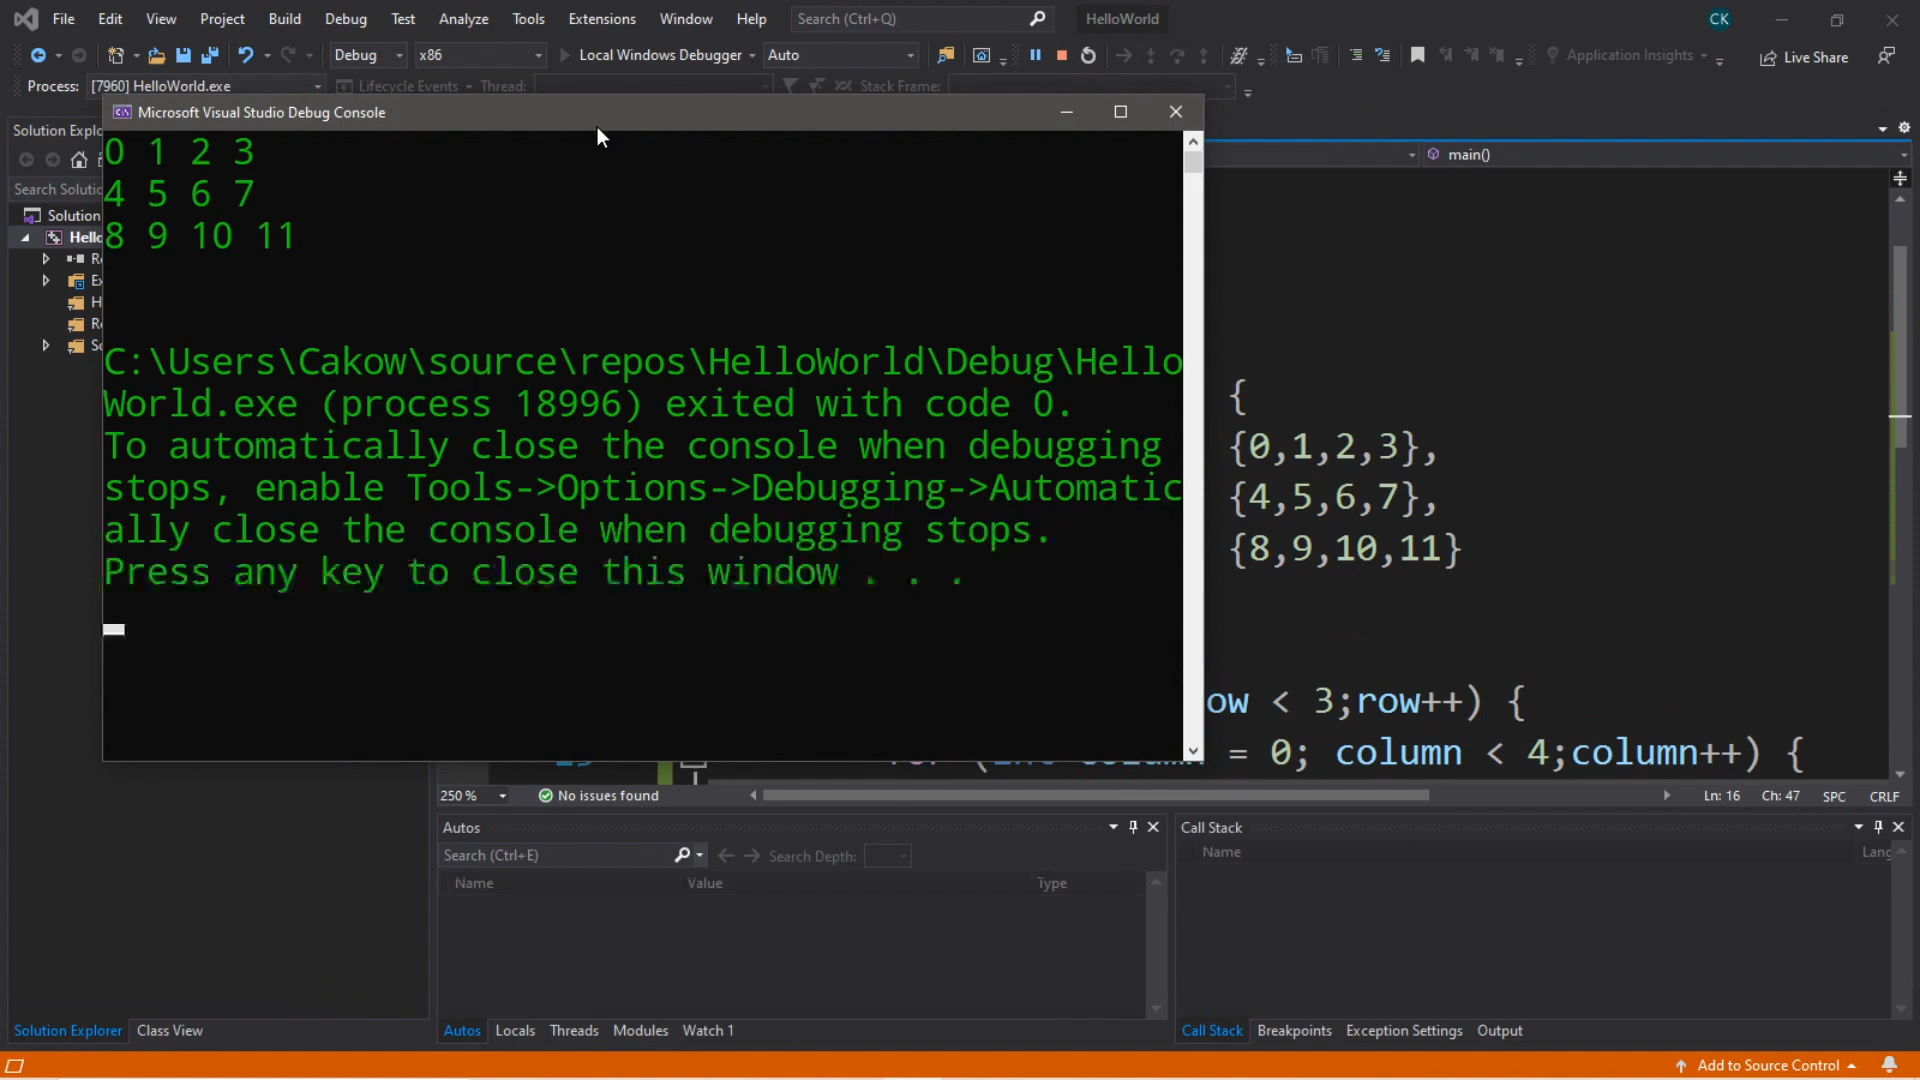 File Edit View Project Build Debug Test Analyze Tools Extensions Window Help Search (Ctrl+Q) HelloWorld CK
Debug x86 Local Windows Debugger Auto Application Insights Live Share
Process: [7960] HelloWorld.exe Lifecycle Events Thread: Stack Frame:
Microsoft Visual Studio Debug Console
Solution Explo
main()
0 1 2 3
Search Solutio
4 5 6 7
Solution
Hello
8 9 10 11
C:\Users\Cakow\source\repos\HelloWorld\Debug\Hello
World.exe (process 18996) exited with code 0.
To automatically close the console when debugging
stops, enable Tools->Options->Debugging->Automatic
ally close the console when debugging stops.
Press any key to close this window . . .
{
{0,1,2,3},
{4,5,6,7},
{8,9,10,11}
ow < 3;row++) {
= 0; column < 4;column++) {
250 % No issues found Ln: 16 Ch: 47 SPC CRLF
Autos
Search (Ctrl+E) Search Depth:
Name Value Type
Call Stack
Name Lang
Solution Explorer Class View
Autos Locals Threads Modules Watch 1
Call Stack Breakpoints Exception Settings Output
Add to Source Control